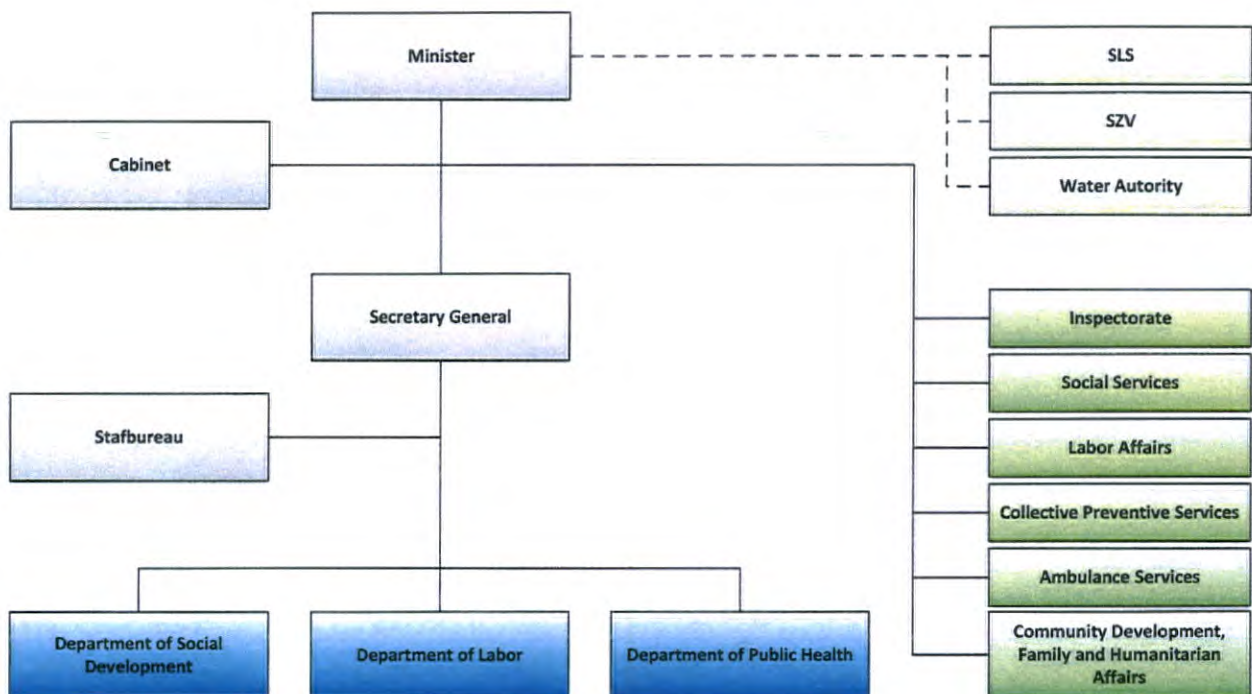 Minister
SLS
SZV
Water Autority
Cabinet
Secretary General
Inspectorate
Social Services
Stafbureau
Labor Affairs
Collective Preventive Services
Ambulance Services
Department of Social
Development
Department of Labor
Department of Public Health
Community Development,
Family and Humanitarian
Affairs